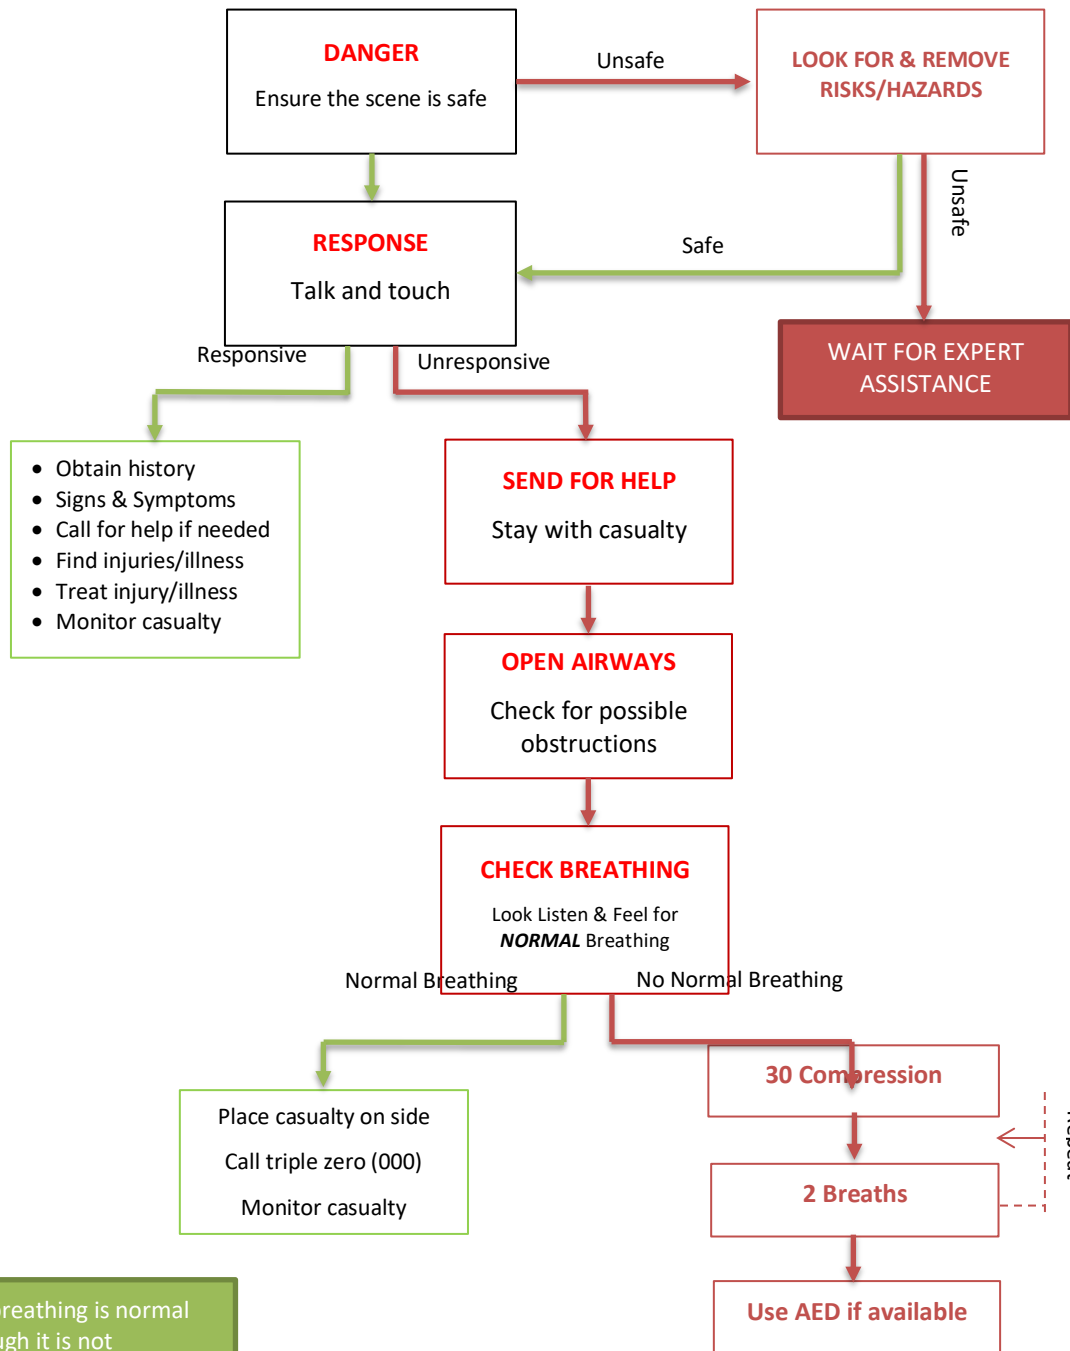 DANGER
Ensure the scene is safe
Unsafe
LOOK FOR & REMOVE
RISKS/HAZARDS
Unsafe
Safe
RESPONSE
Talk and touch
WAIT FOR EXPERT
ASSISTANCE
Responsive
Unresponsive
• Obtain history
• Signs & Symptoms
• Call for help if needed
• Find injuries/illness
• Treat injury/illness
• Monitor casualty
SEND FOR HELP
Stay with casualty
OPEN AIRWAYS
Check for possible
obstructions
CHECK BREATHING
Look Listen & Feel for
NORMAL Breathing
Normal Breathing
No Normal Breathing
Place casualty on side
Call triple zero (000)
Monitor casualty
30 Compression
Repeat
2 Breaths
Use AED if available
breathing is normal
it is not